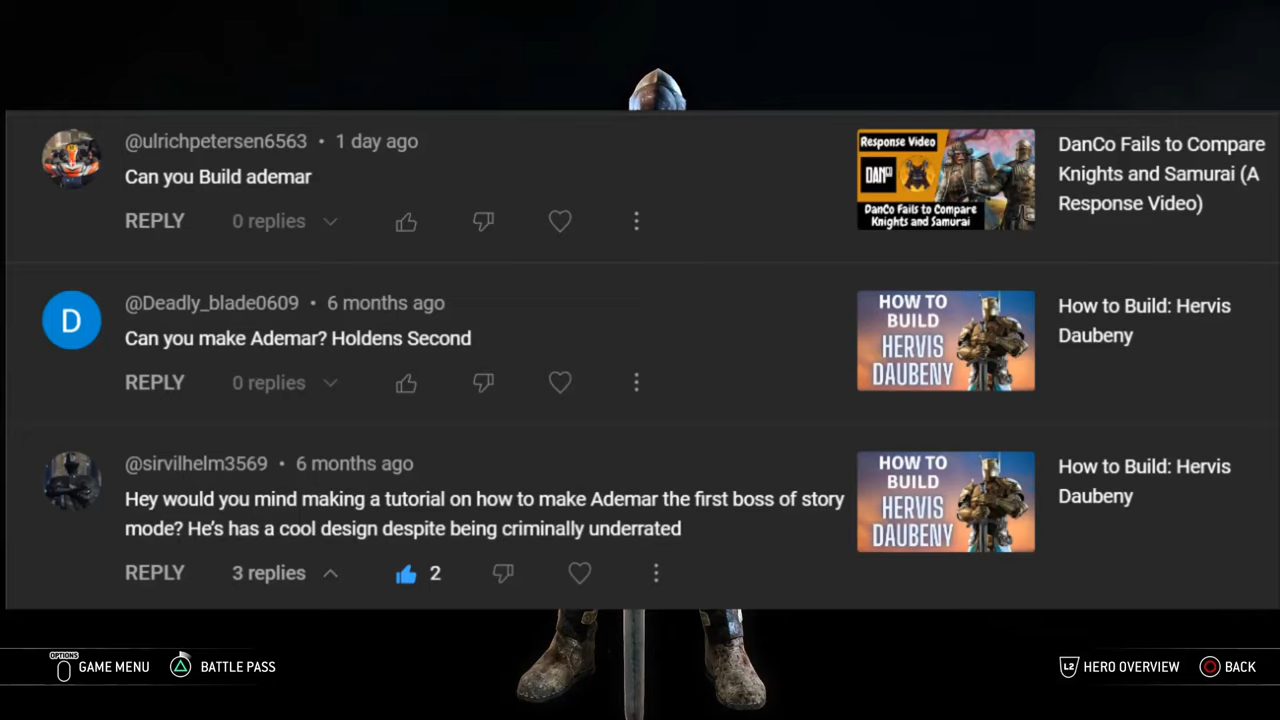 @ulrichpetersen6563 • 1 day ago
Can you Build ademar
REPLY 0 replies
Response Video
DANCO
DanCo Fails to Compare
Knights and Samurai
DanCo Fails to Compare
Knights and Samurai (A
Response Video)
D
@Deadly_blade0609 • 6 months ago
Can you make Ademar? Holdens Second
REPLY 0 replies
HOW TO
BUILD
HERVIS
DAUBENY
How to Build: Hervis
Daubeny
@sirvilhelm3569 • 6 months ago
Hey would you mind making a tutorial on how to make Ademar the first boss of story
mode? He’s has a cool design despite being criminally underrated
REPLY 3 replies 2
HOW TO
BUILD
HERVIS
DAUBENY
How to Build: Hervis
Daubeny
OPTIONS
GAME MENU BATTLE PASS L2 HERO OVERVIEW BACK